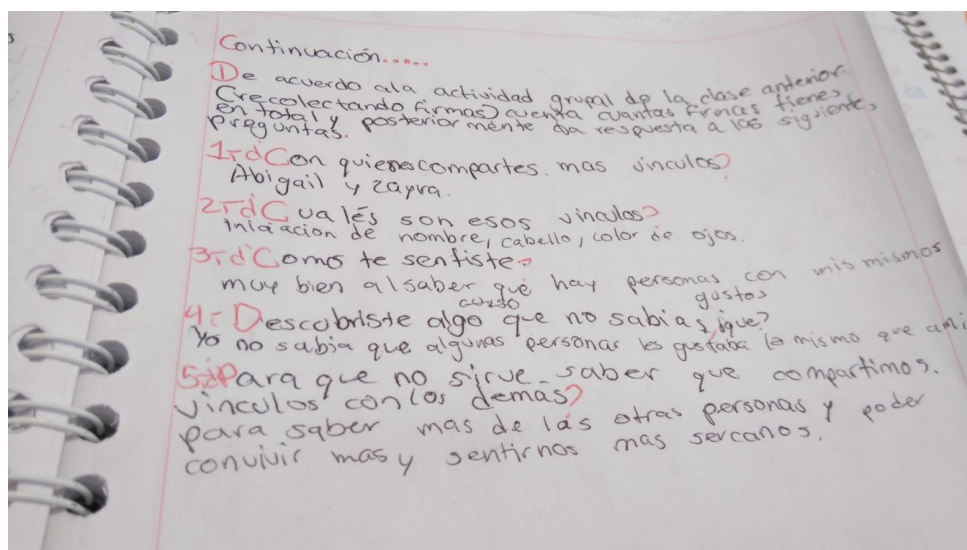 Continuación.....
①De acuerdo ala actividad grupal de la clase anterior.
(recolectando firmas) cuenta cuantas firmas tienes
en total y posterior mente da respuesta a las siguiente,
preguntas.
1-¿Con quienes compartes. mas vinculos?
Abigail y zayra.
2-¿Cualés son esos vinculos?
Iniciacion de nombre, cabello, color de ojos.
3-¿Como te sentiste?
muy bien al saber que hay personas con mis mismos
gustos
4- Descubriste algo que no sabias, ¿que?
Yo no sabia que algunas personas les gustaba lo mismo que ami
5-¿Para que no sirve saber que compartimos.
vinculos con los demas?
para saber mas de las otras personas y poder
convivir mas y sentirnos mas sercanos.